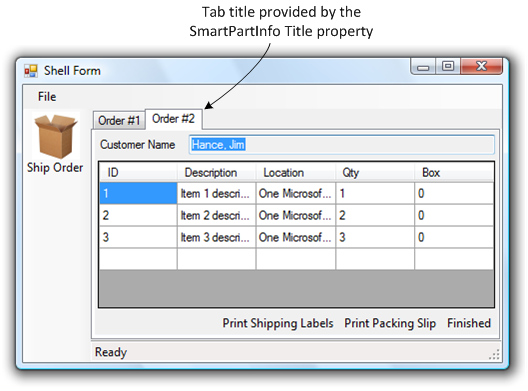 Tab title provided by the
SmartPartInfo Title property
Shell Form
File
Ship Order
Order #1 Order #2
Customer Name Hance, Jim
ID Description Location Qty Box
1 Item 1 descri... One Microsof... 1 0
2 Item 2 descri... One Microsof... 2 0
3 Item 3 descri... One Microsof... 3 0
Print Shipping Labels Print Packing Slip Finished
Ready